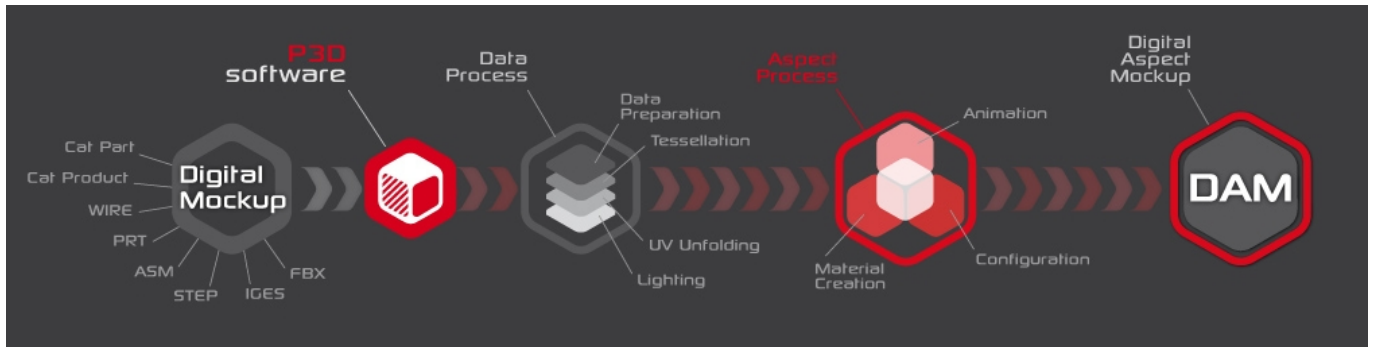 P3D
software
Data
Process
Aspect
Process
Digital
Aspect
Mockup
Data
Preparation
Tessellation
UV Unfolding
Lighting
Animation
Material
Creation
Configuration
Cat Part
Cat Product
WIRE
PRT
ASM
STEP
IGES
FBX
Digital
Mockup
DAM